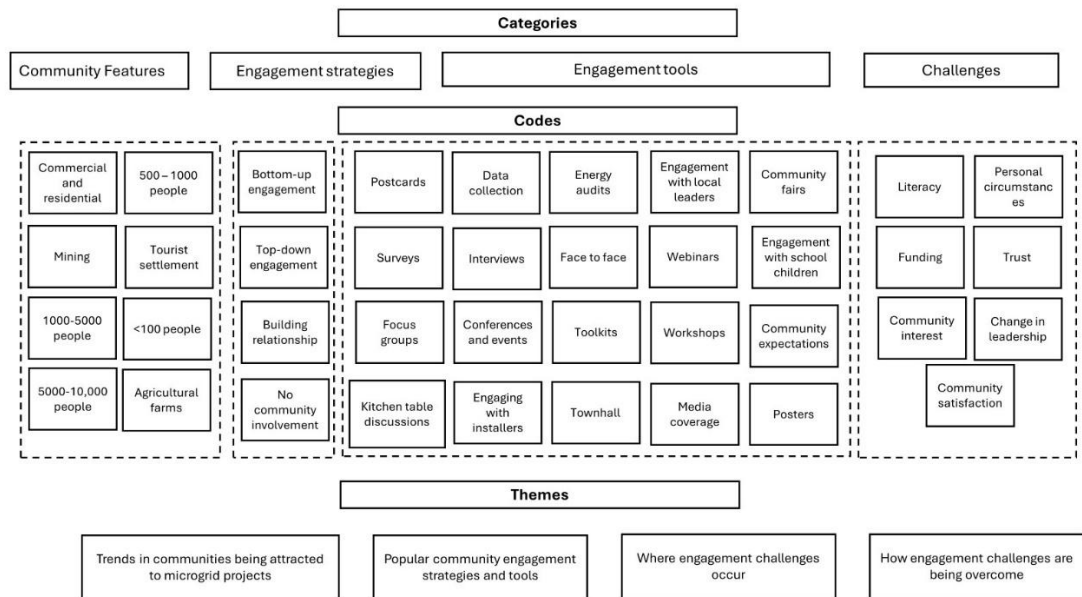 Categories
Community Features
Engagement strategies
Engagement tools
Challenges
Codes
Commercial
and
residential
500 – 1000
people
Mining
Tourist
settlement
1000-5000
people
<100 people
5000-10,000
people
Agricultural
farms
Bottom-up
engagement
Top-down
engagement
Building
relationship
No
community
involvement
Postcards
Data
collection
Energy
audits
Engagement
with local
leaders
Community
fairs
Surveys
Interviews
Face to face
Webinars
Engagement
with school
children
Focus
groups
Conferences
and events
Toolkits
Workshops
Community
expectations
Kitchen table
discussions
Engaging
with
installers
Townhall
Media
coverage
Posters
Literacy
Personal
circumstanc
es
Funding
Trust
Community
interest
Change in
leadership
Community
satisfaction
Themes
Trends in communities being attracted
to microgrid projects
Popular community engagement
strategies and tools
Where engagement challenges
occur
How engagement challenges are
being overcome